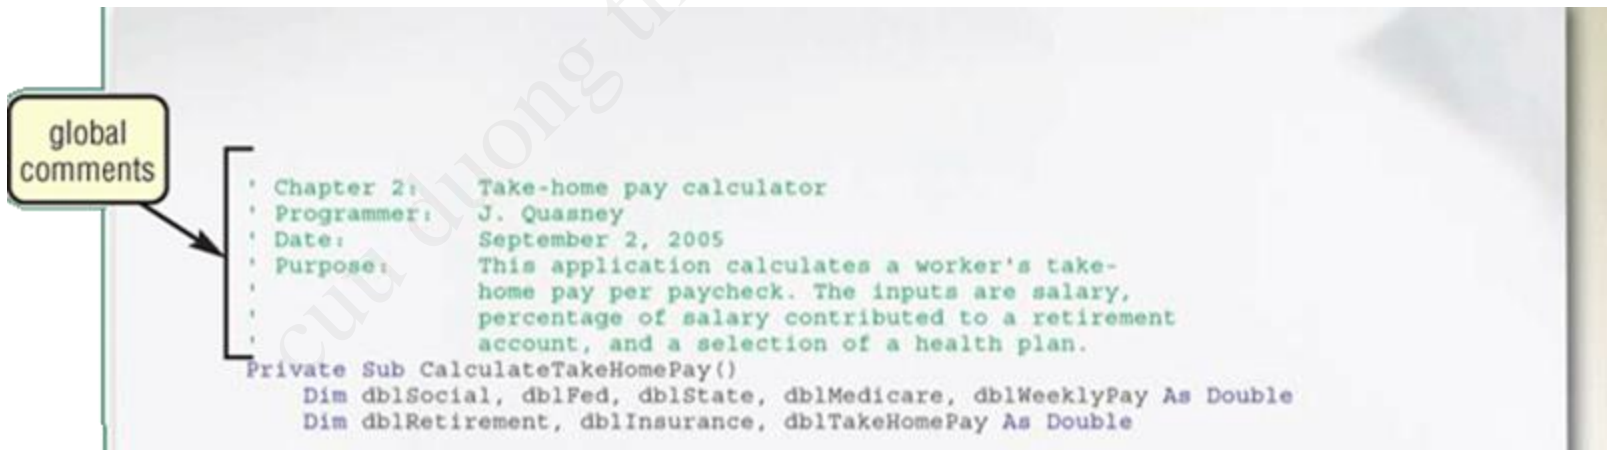 global
comments
' Chapter 2:    Take-home pay calculator
' Programmer:   J. Quasney
' Date:         September 2, 2005
' Purpose:      This application calculates a worker's take-
'               home pay per paycheck. The inputs are salary,
'               percentage of salary contributed to a retirement
'               account, and a selection of a health plan.
Private Sub CalculateTakeHomePay()
    Dim dblSocial, dblFed, dblState, dblMedicare, dblWeeklyPay As Double
    Dim dblRetirement, dblInsurance, dblTakeHomePay As Double
cuu duong